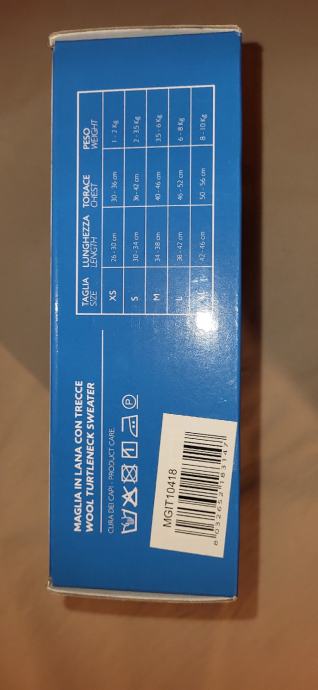 MAGLIA IN LANA CON TRECCE
WOOL TURTLENECK SWEATER
CURA DEI CAPI · PRODUCT CARE
P
MGIT10418
TAGLIA LUNGHEZZA TORACE PESO
SIZE LENGTH CHEST WEIGHT
XS 26-30 cm 30 - 36 cm 1 - 2 Kg
S 30-34 cm 36-42 cm 2 - 3.5 Kg
M 34 -38 cm 40 -46 cm 3.5 - 6 Kg
L 38 -42 cm 46 -52 cm 6 - 8 Kg
XL 42 -46 cm 50 - 56 cm 8 - 10 Kg